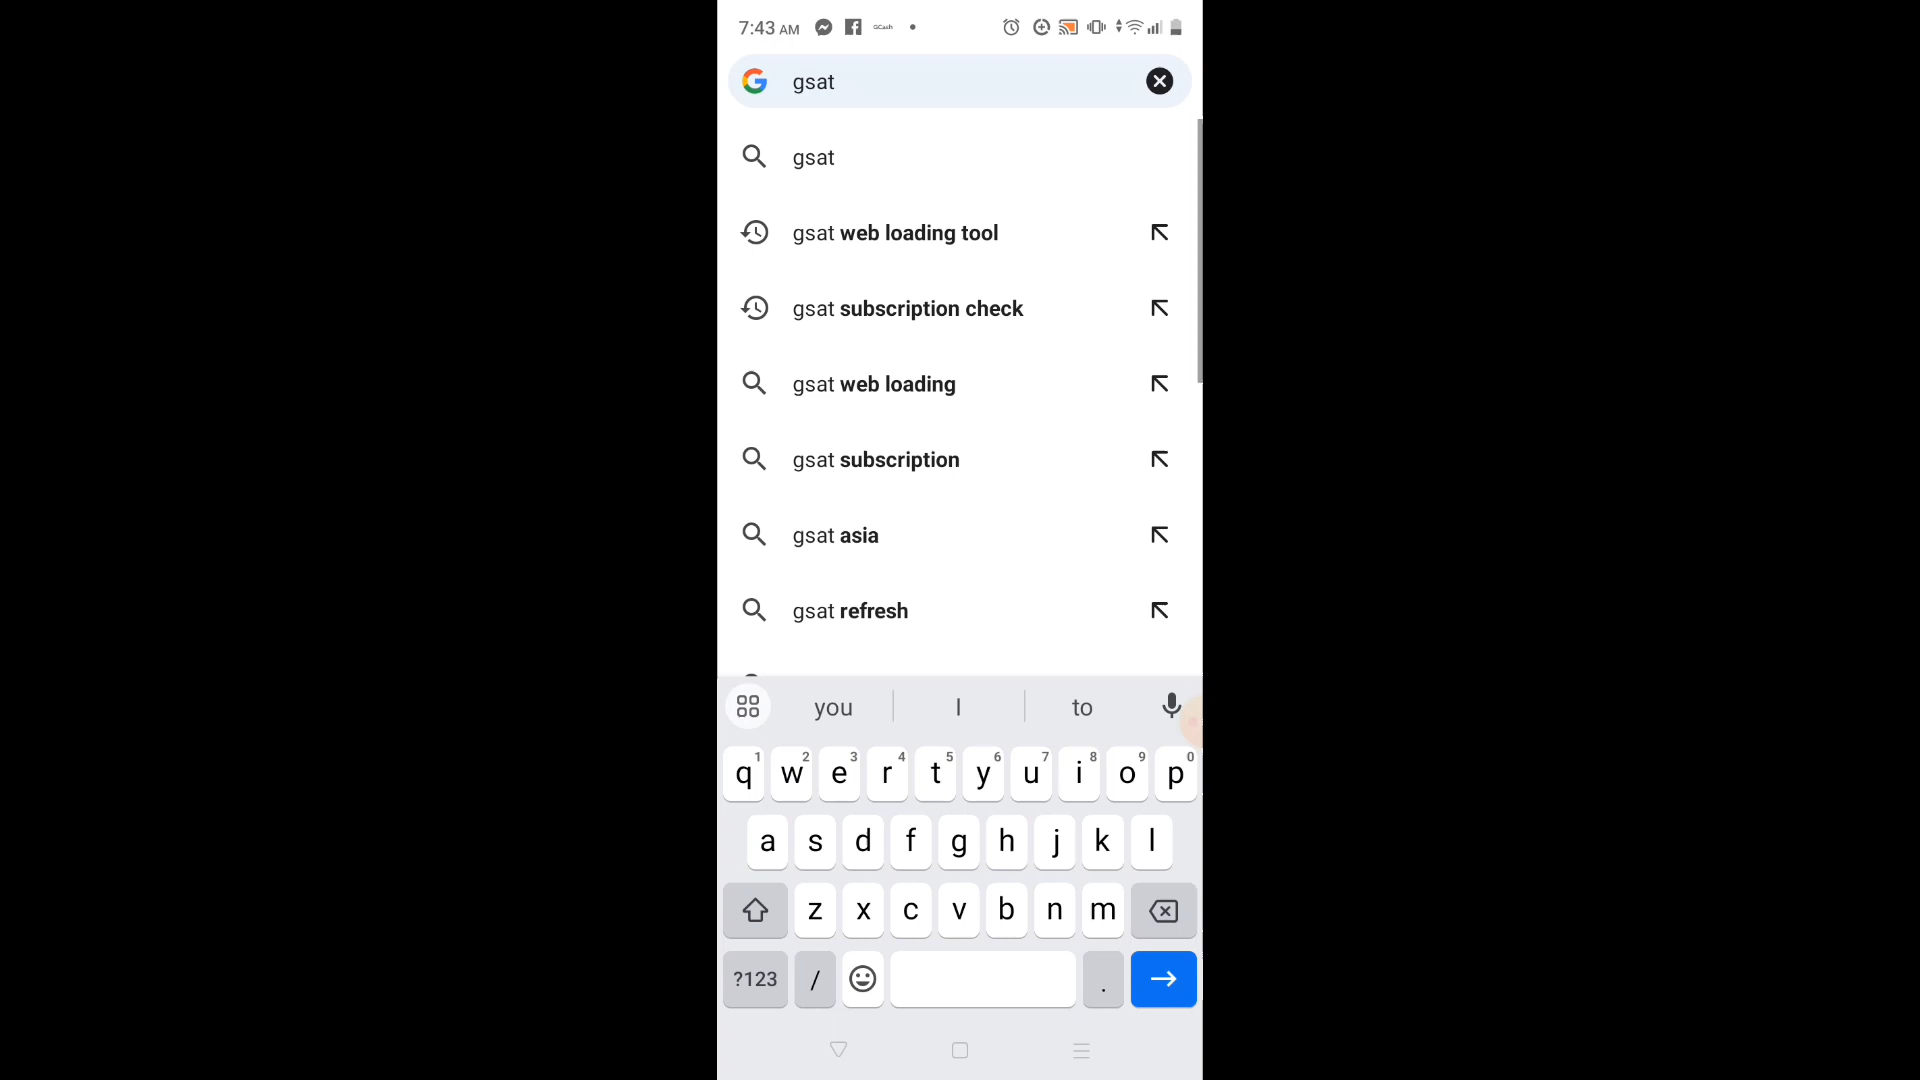 7:43 AM GCash
gsat
gsat
gsat web loading tool
gsat subscription check
gsat web loading
gsat subscription
gsat asia
gsat refresh
you I to
q1 w2 e3 r4 t5 y6 u7 i8 o9 p0
a s d f g h j k l
z x c v b n m
?123 / .